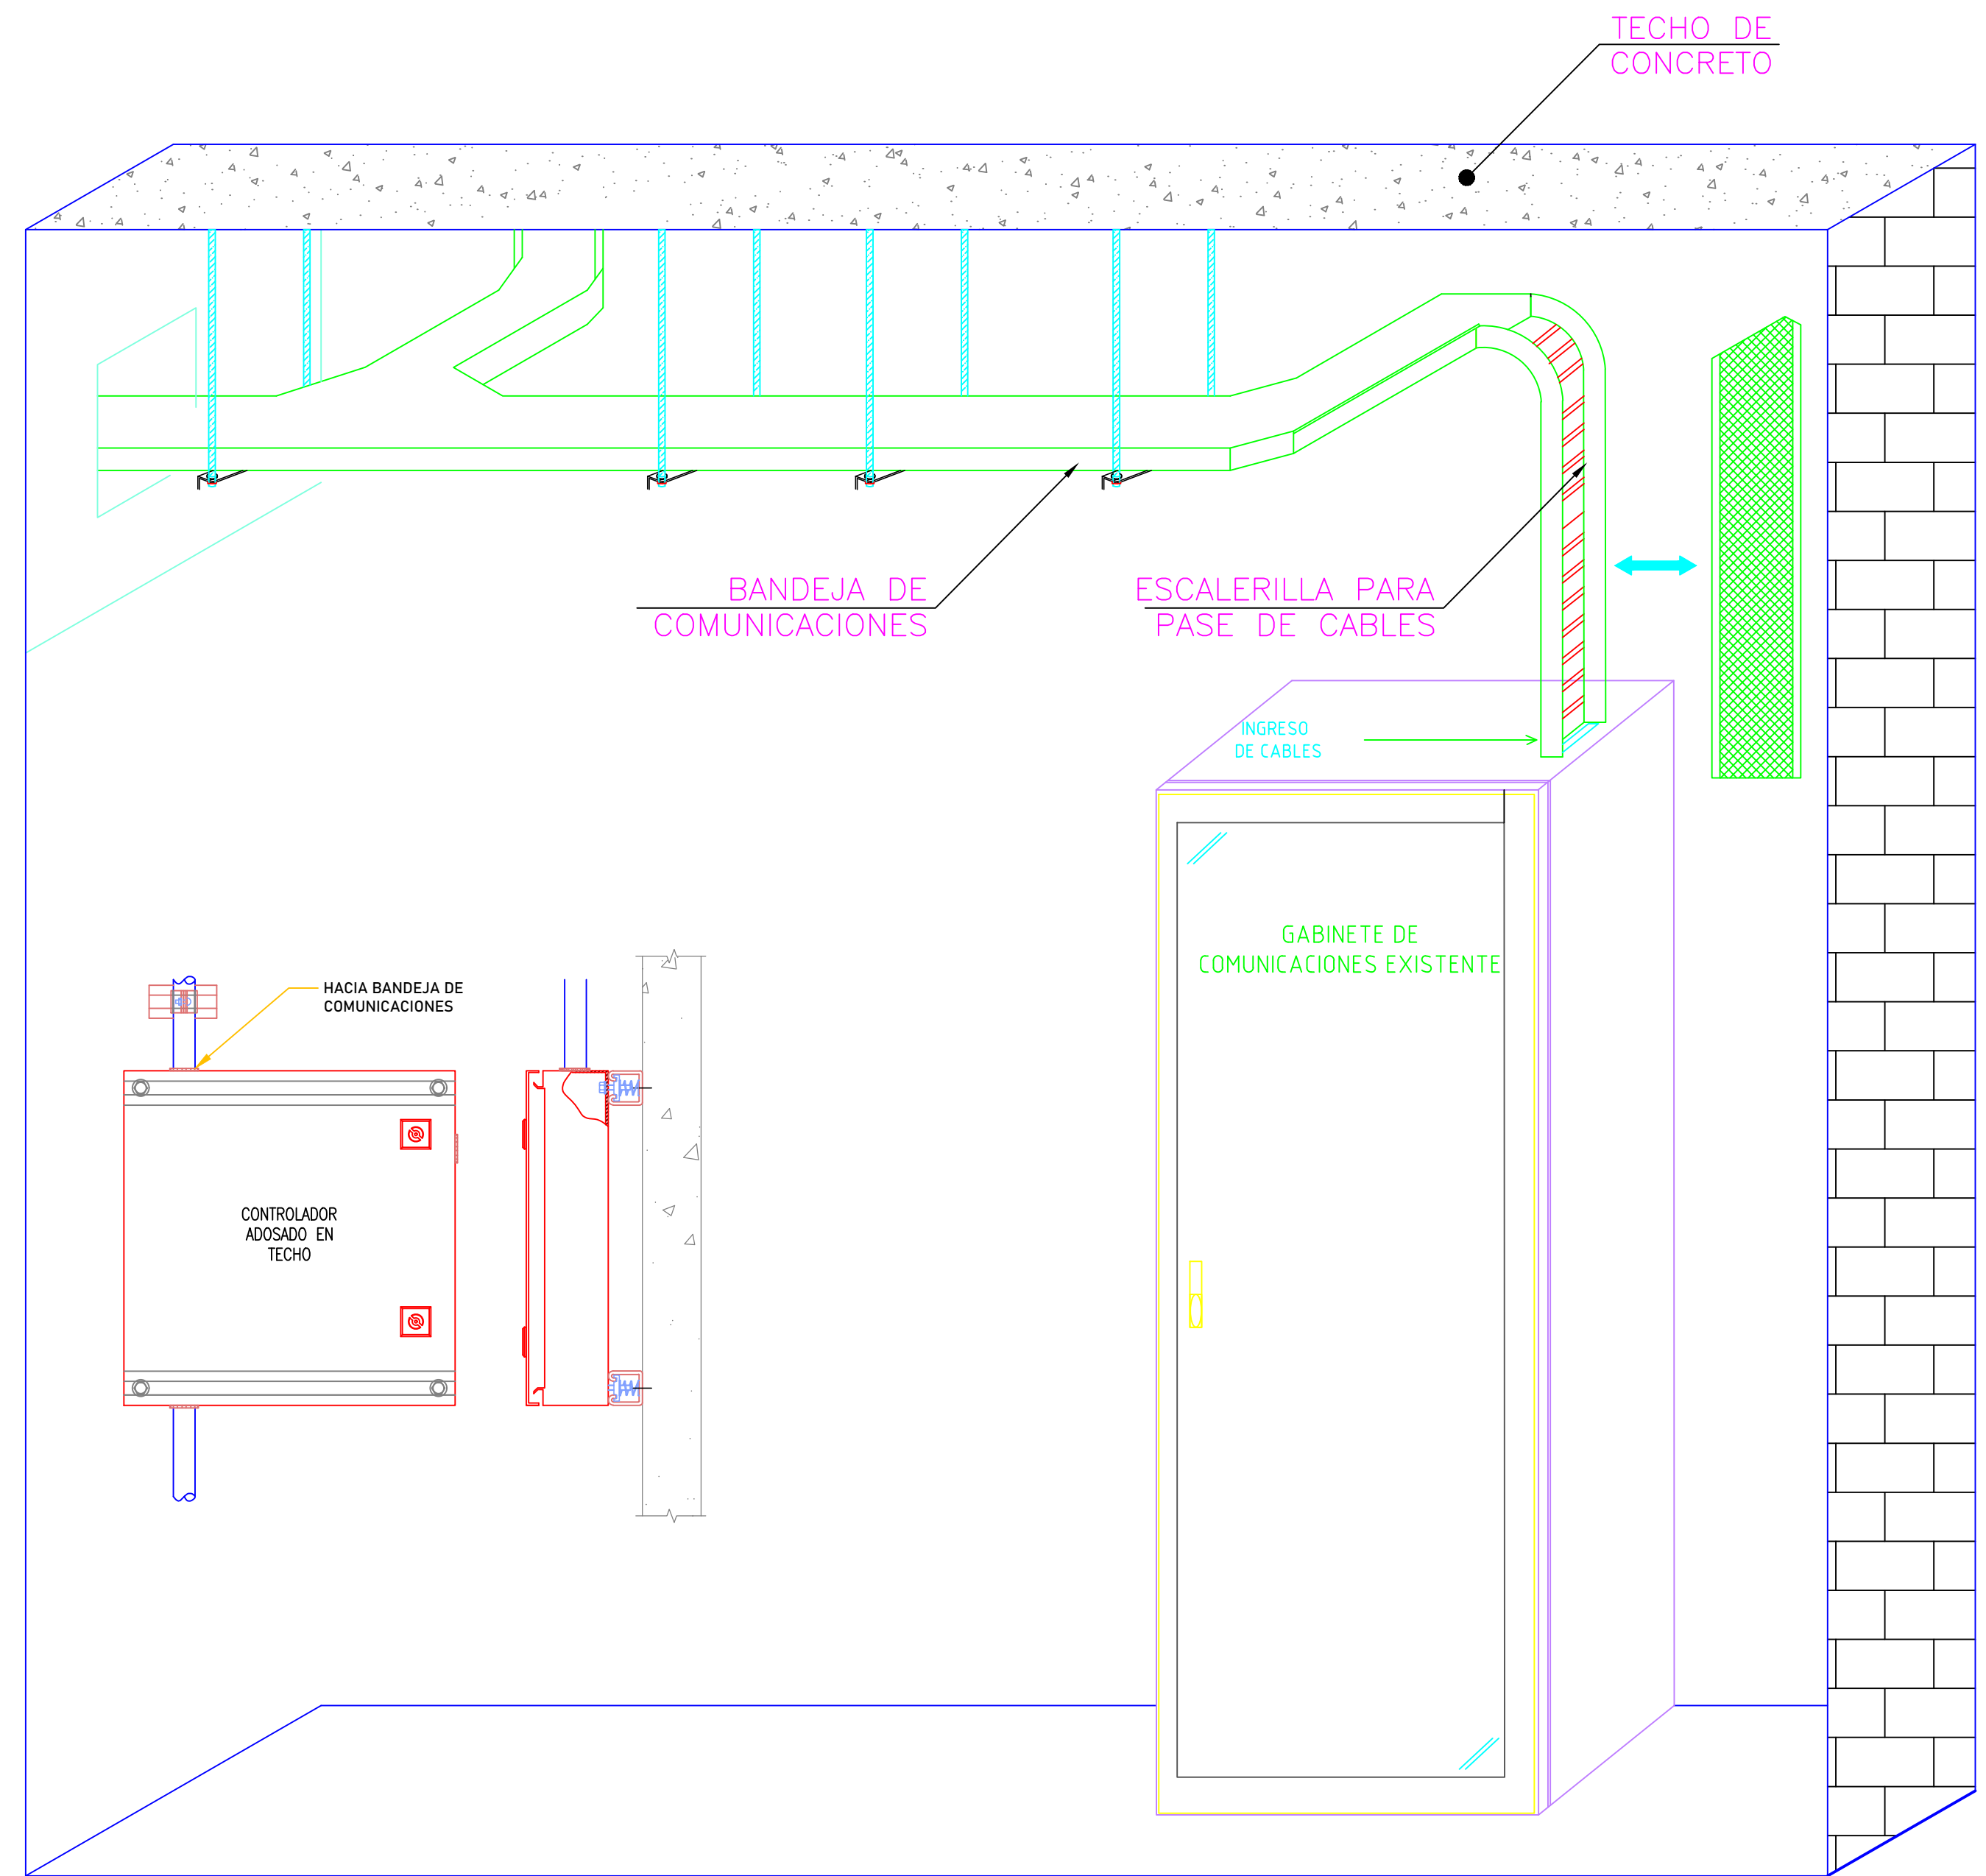 TECHO DE
CONCRETO
BANDEJA DE
COMUNICACIONES
ESCALERILLA PARA
PASE DE CABLES
INGRESO
DE CABLES
GABINETE DE
COMUNICACIONES EXISTENTE
HACIA BANDEJA DE
COMUNICACIONES
CONTROLADOR
ADOSADO EN
TECHO